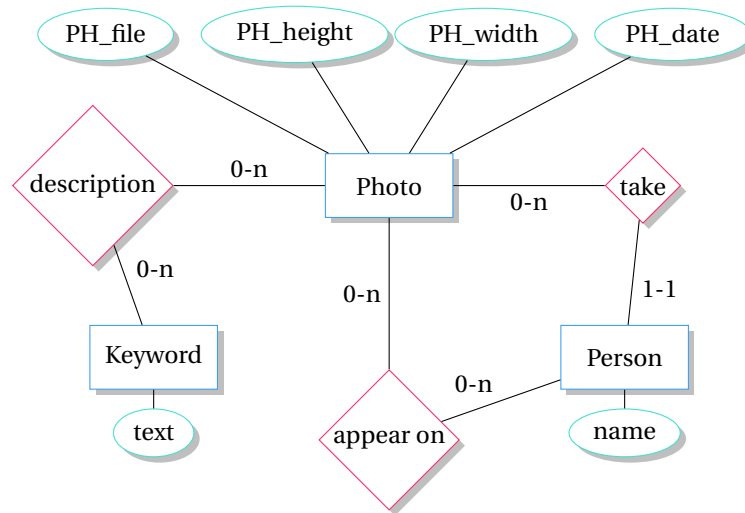 PH_file
PH_height
PH_width
PH_date
description
0-n
Photo
0-n
take
0-n
0-n
1-1
Keyword
Person
0-n
text
appear on
name